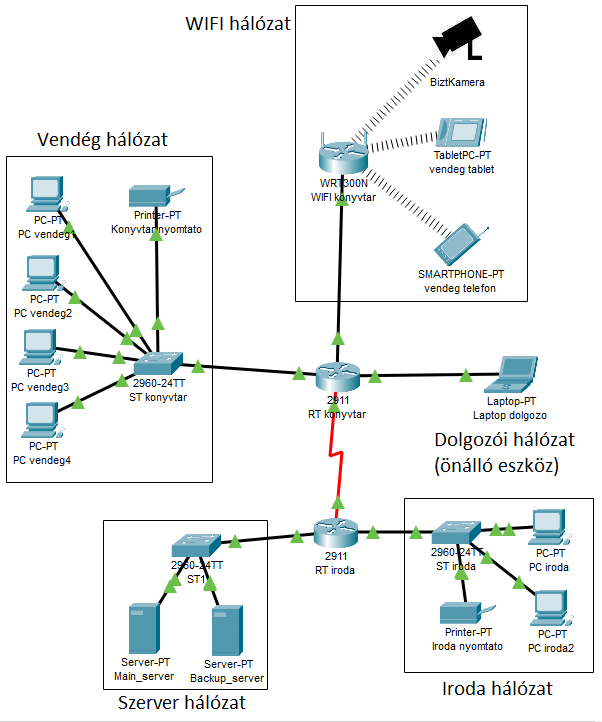 WIFI hálózat
BiztKamera
TabletPC-PT
vendeg tablet
WRT300N
WIFI konyvtar
SMARTPHONE-PT
vendeg telefon
Vendég hálózat
PC-PT
PC vendeg1
Printer-PT
Konyvtar nyomtato
PC-PT
PC vendeg2
PC-PT
PC vendeg3
PC-PT
PC vendeg4
2960-24TT
ST konyvtar
2911
RT konyvtar
Laptop-PT
Laptop dolgozo
Dolgozói hálózat
(önálló eszköz)
2911
RT iroda
2960-24TT
ST1
Server-PT
Main_server
Server-PT
Backup_server
Szerver hálózat
2960-24TT
ST iroda
PC-PT
PC iroda
Printer-PT
Iroda nyomtato
PC-PT
PC iroda2
Iroda hálózat